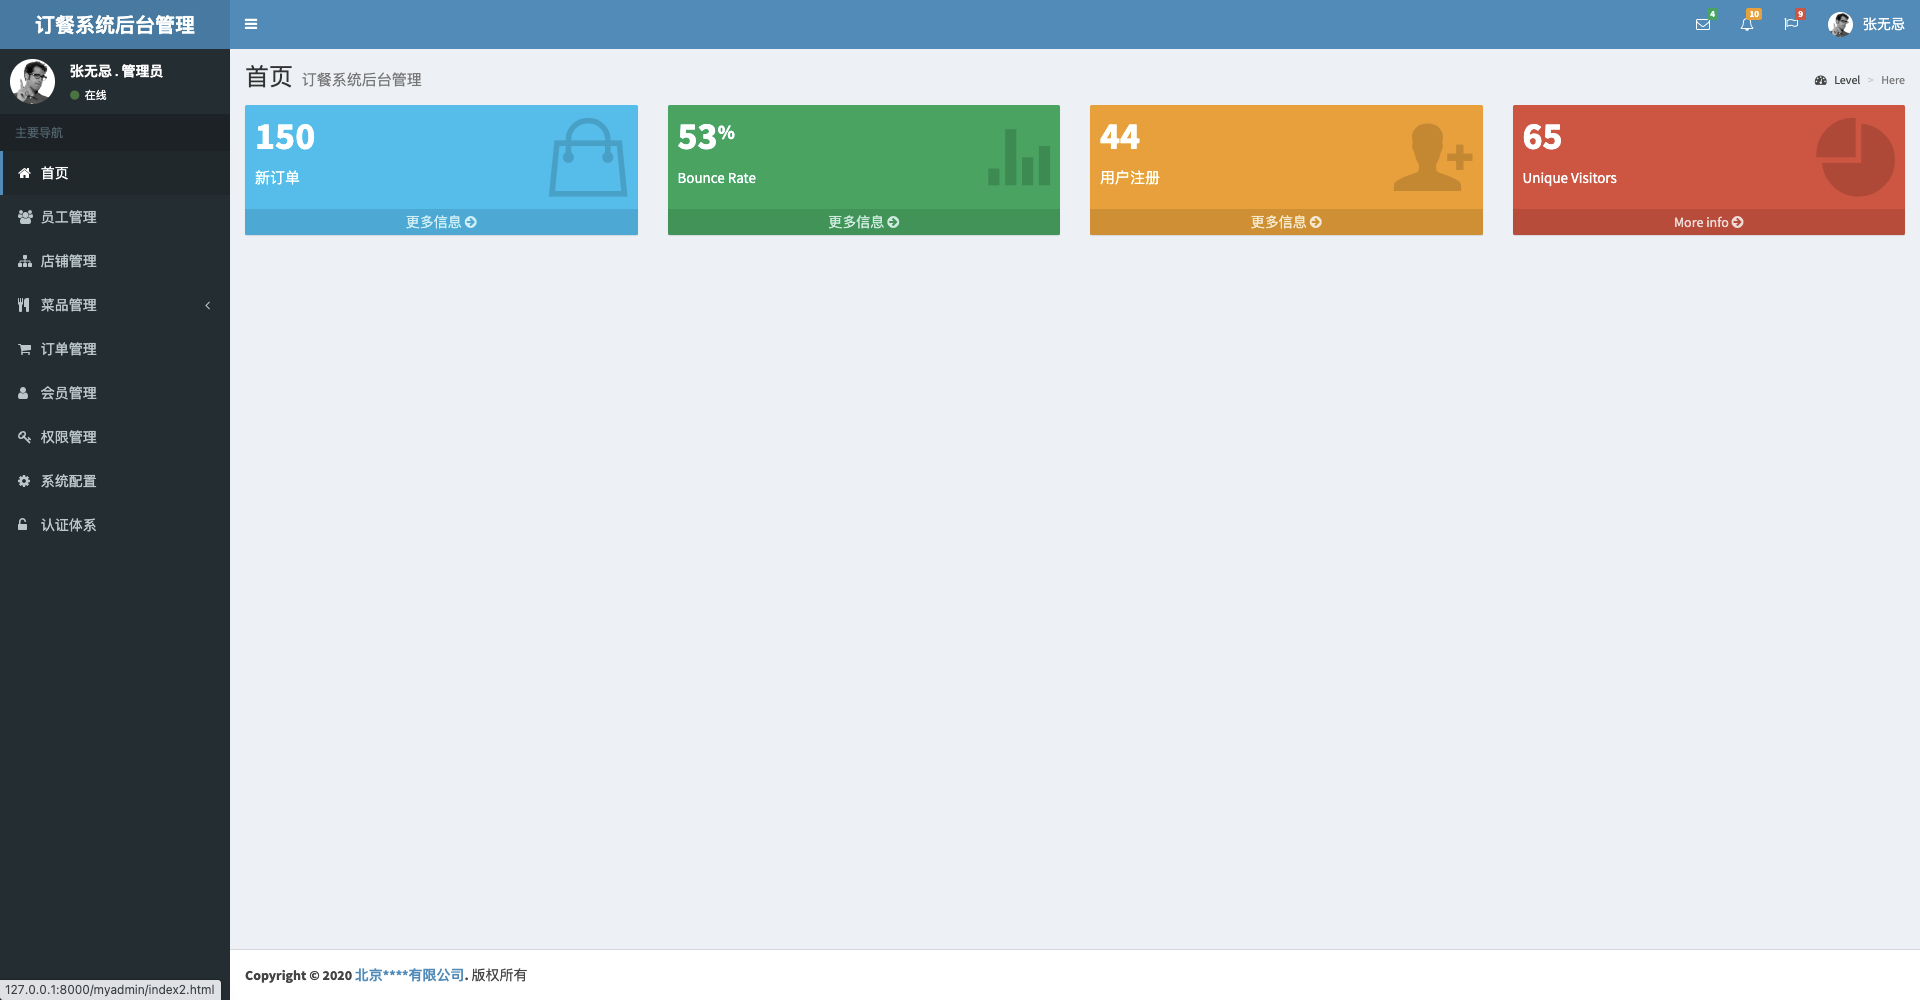 订餐系统后台管理
4
10
9
张无忌
张无忌 . 管理员
在线
主要导航
首页
员工管理
店铺管理
菜品管理
订单管理
会员管理
权限管理
系统配置
认证体系
首页 订餐系统后台管理
Level > Here
150
新订单
更多信息
53%
Bounce Rate
更多信息
44
用户注册
更多信息
65
Unique Visitors
More info
Copyright © 2020 北京****有限公司. 版权所有
127.0.0.1:8000/myadmin/index2.html